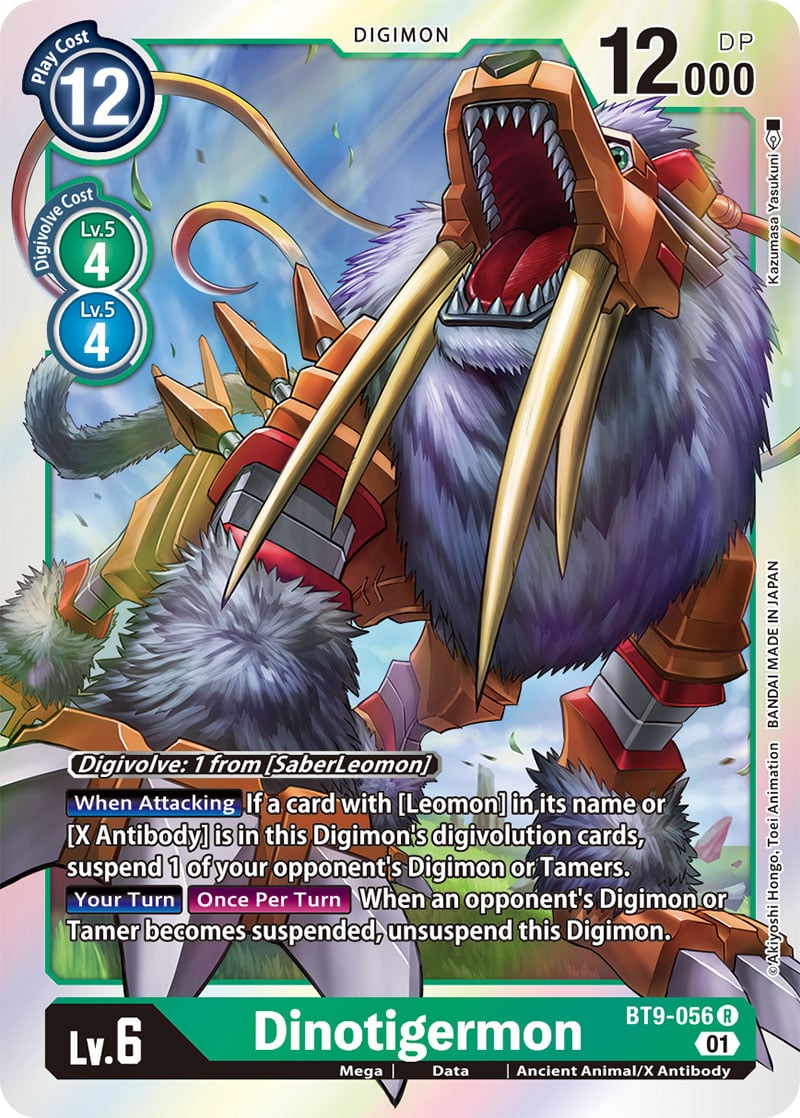 DIGIMON
Play Cost
12
12000
DP
Digivolve Cost
Lv.5
4
Lv.5
4
Kazumasa Yasukuni
BANDAI MADE IN JAPAN
©Akiyoshi Hongo, Toei Animation
Digivolve: 1 from [SaberLeomon]
When Attacking If a card with [Leomon] in its name or
[X Antibody] is in this Digimon's digivolution cards,
suspend 1 of your opponent's Digimon or Tamers.
Your Turn Once Per Turn When an opponent's Digimon or
Tamer becomes suspended, unsuspend this Digimon.
Lv.6
Dinotigermon
BT9-056 R
01
Mega | Data | Ancient Animal/X Antibody